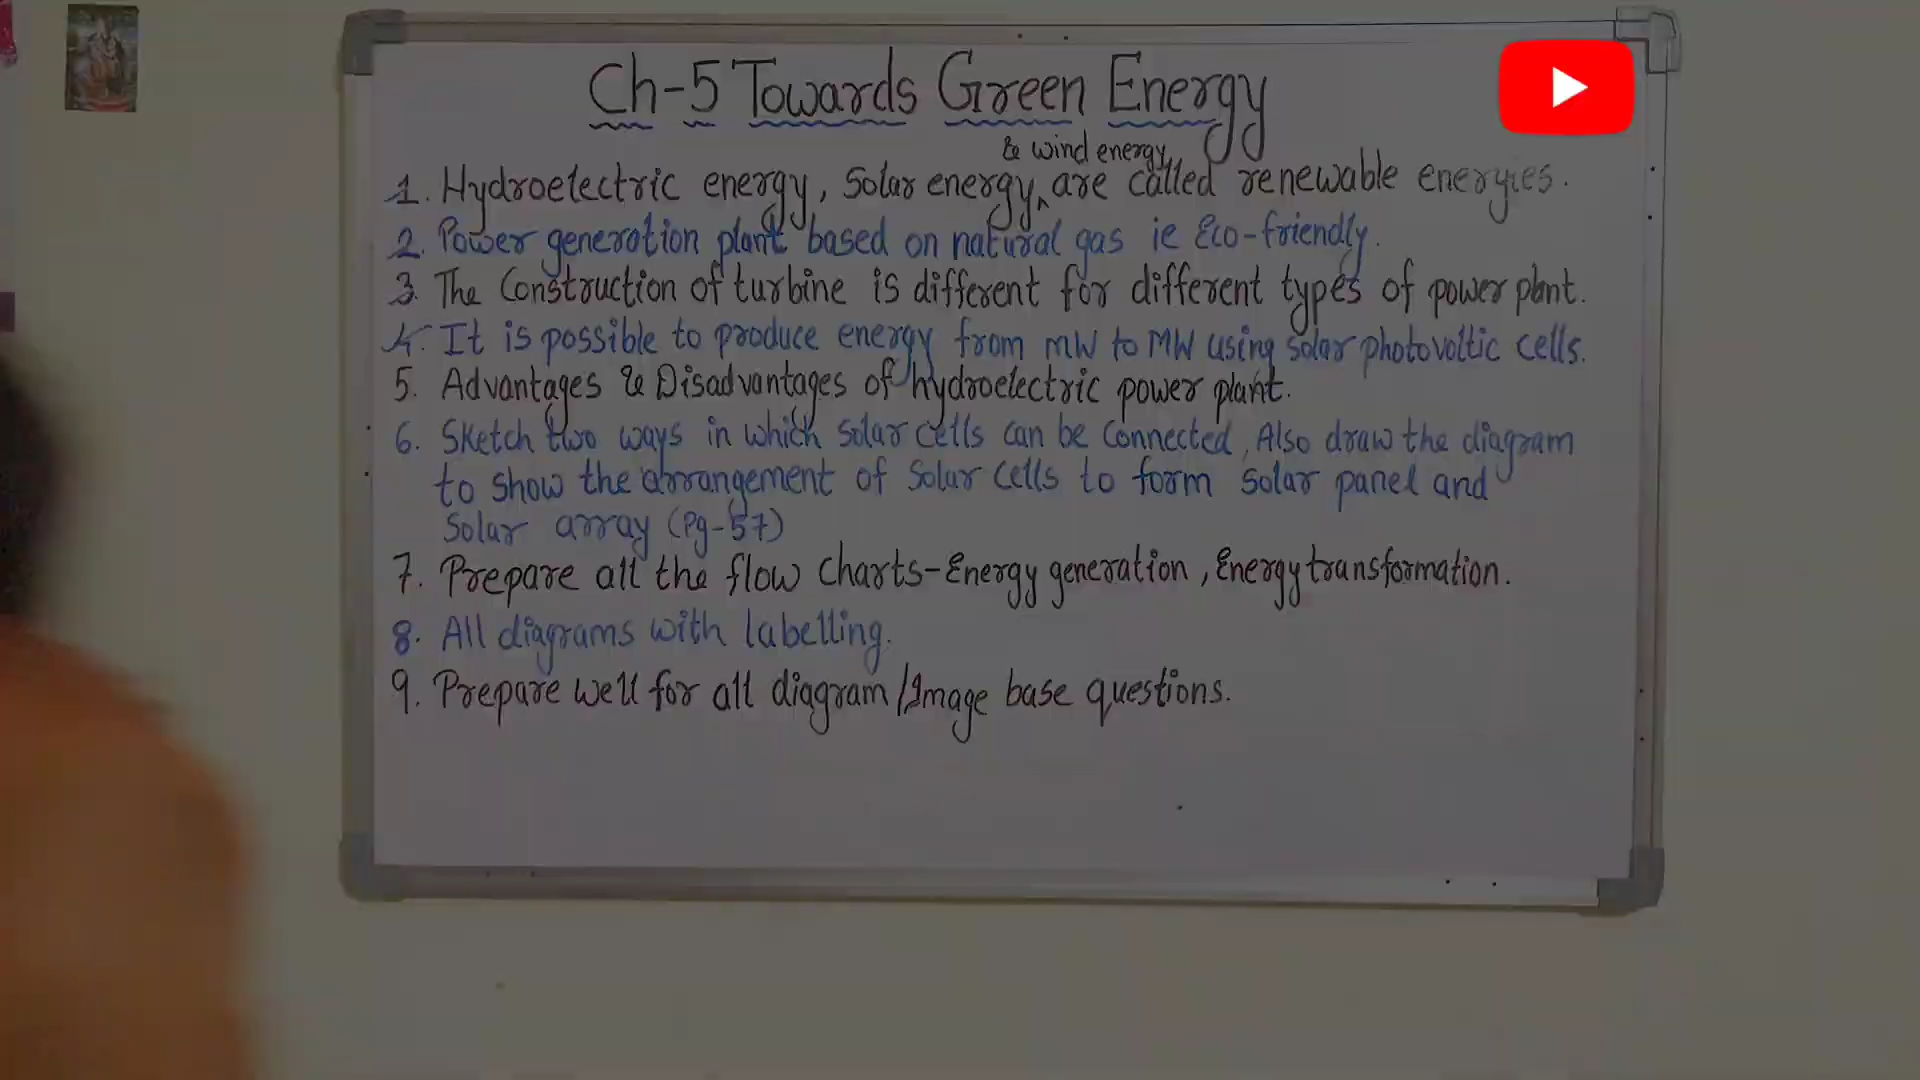 Ch-5 Towards Green Energy
& wind energy
1. Hydroelectric energy, Solar energy ^ are called renewable energies.
2. Power generation plant based on natural gas ie Eco-friendly.
3. The Construction of turbine is different for different types of power plant.
4. It is possible to produce energy from mW to MW using solar photovoltic cells.
5. Advantages & Disadvantages of hydroelectric power plant.
6. Sketch two ways in which solar cells can be connected, Also draw the diagram
to show the arrangement of Solar Cells to form solar panel and
Solar array (Pg-57)
7. Prepare all the flow Charts-Energy generation, Energy transformation.
8. All diagrams with labelling.
9. Prepare well for all diagram/Image base questions.